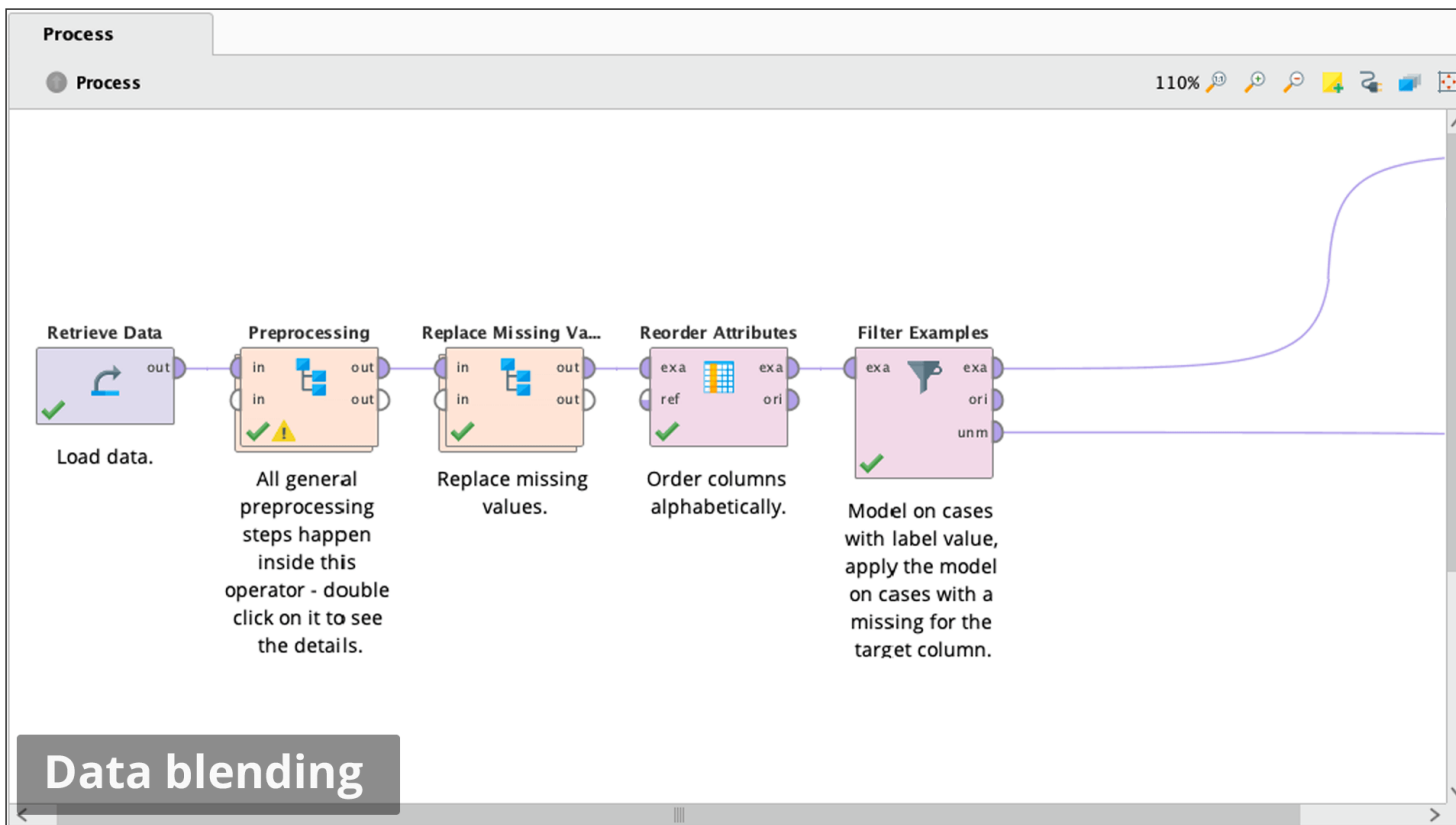 Process
Process
110%
Retrieve Data
out
Load data.
Preprocessing
in
out
in
out
All general
preprocessing
steps happen
inside this
operator - double
click on it to see
the details.
Replace Missing Va...
in
out
in
out
Replace missing
values.
Reorder Attributes
exa
exa
ref
ori
Order columns
alphabetically.
Filter Examples
exa
exa
ori
unm
Model on cases
with label value,
apply the model
on cases with a
missing for the
target column.
Data blending